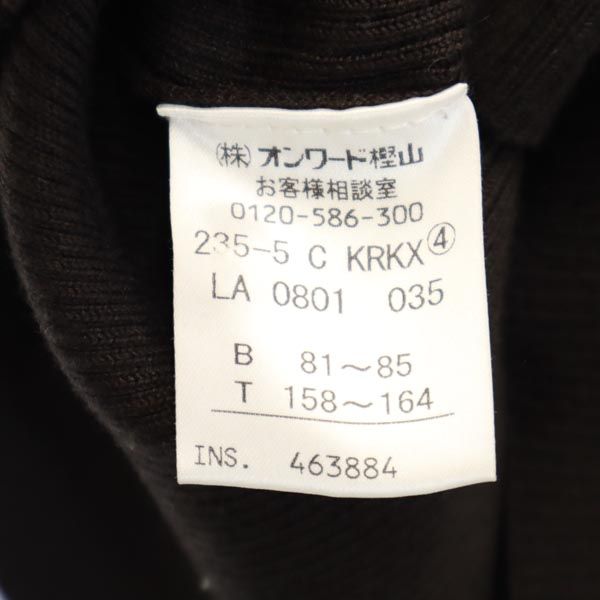 (株)オンワード樫山
お客様相談室
0120-586-300
235-5 C KRKX④
LA 0801 035
B 81〜85
T 158〜164
INS. 463884